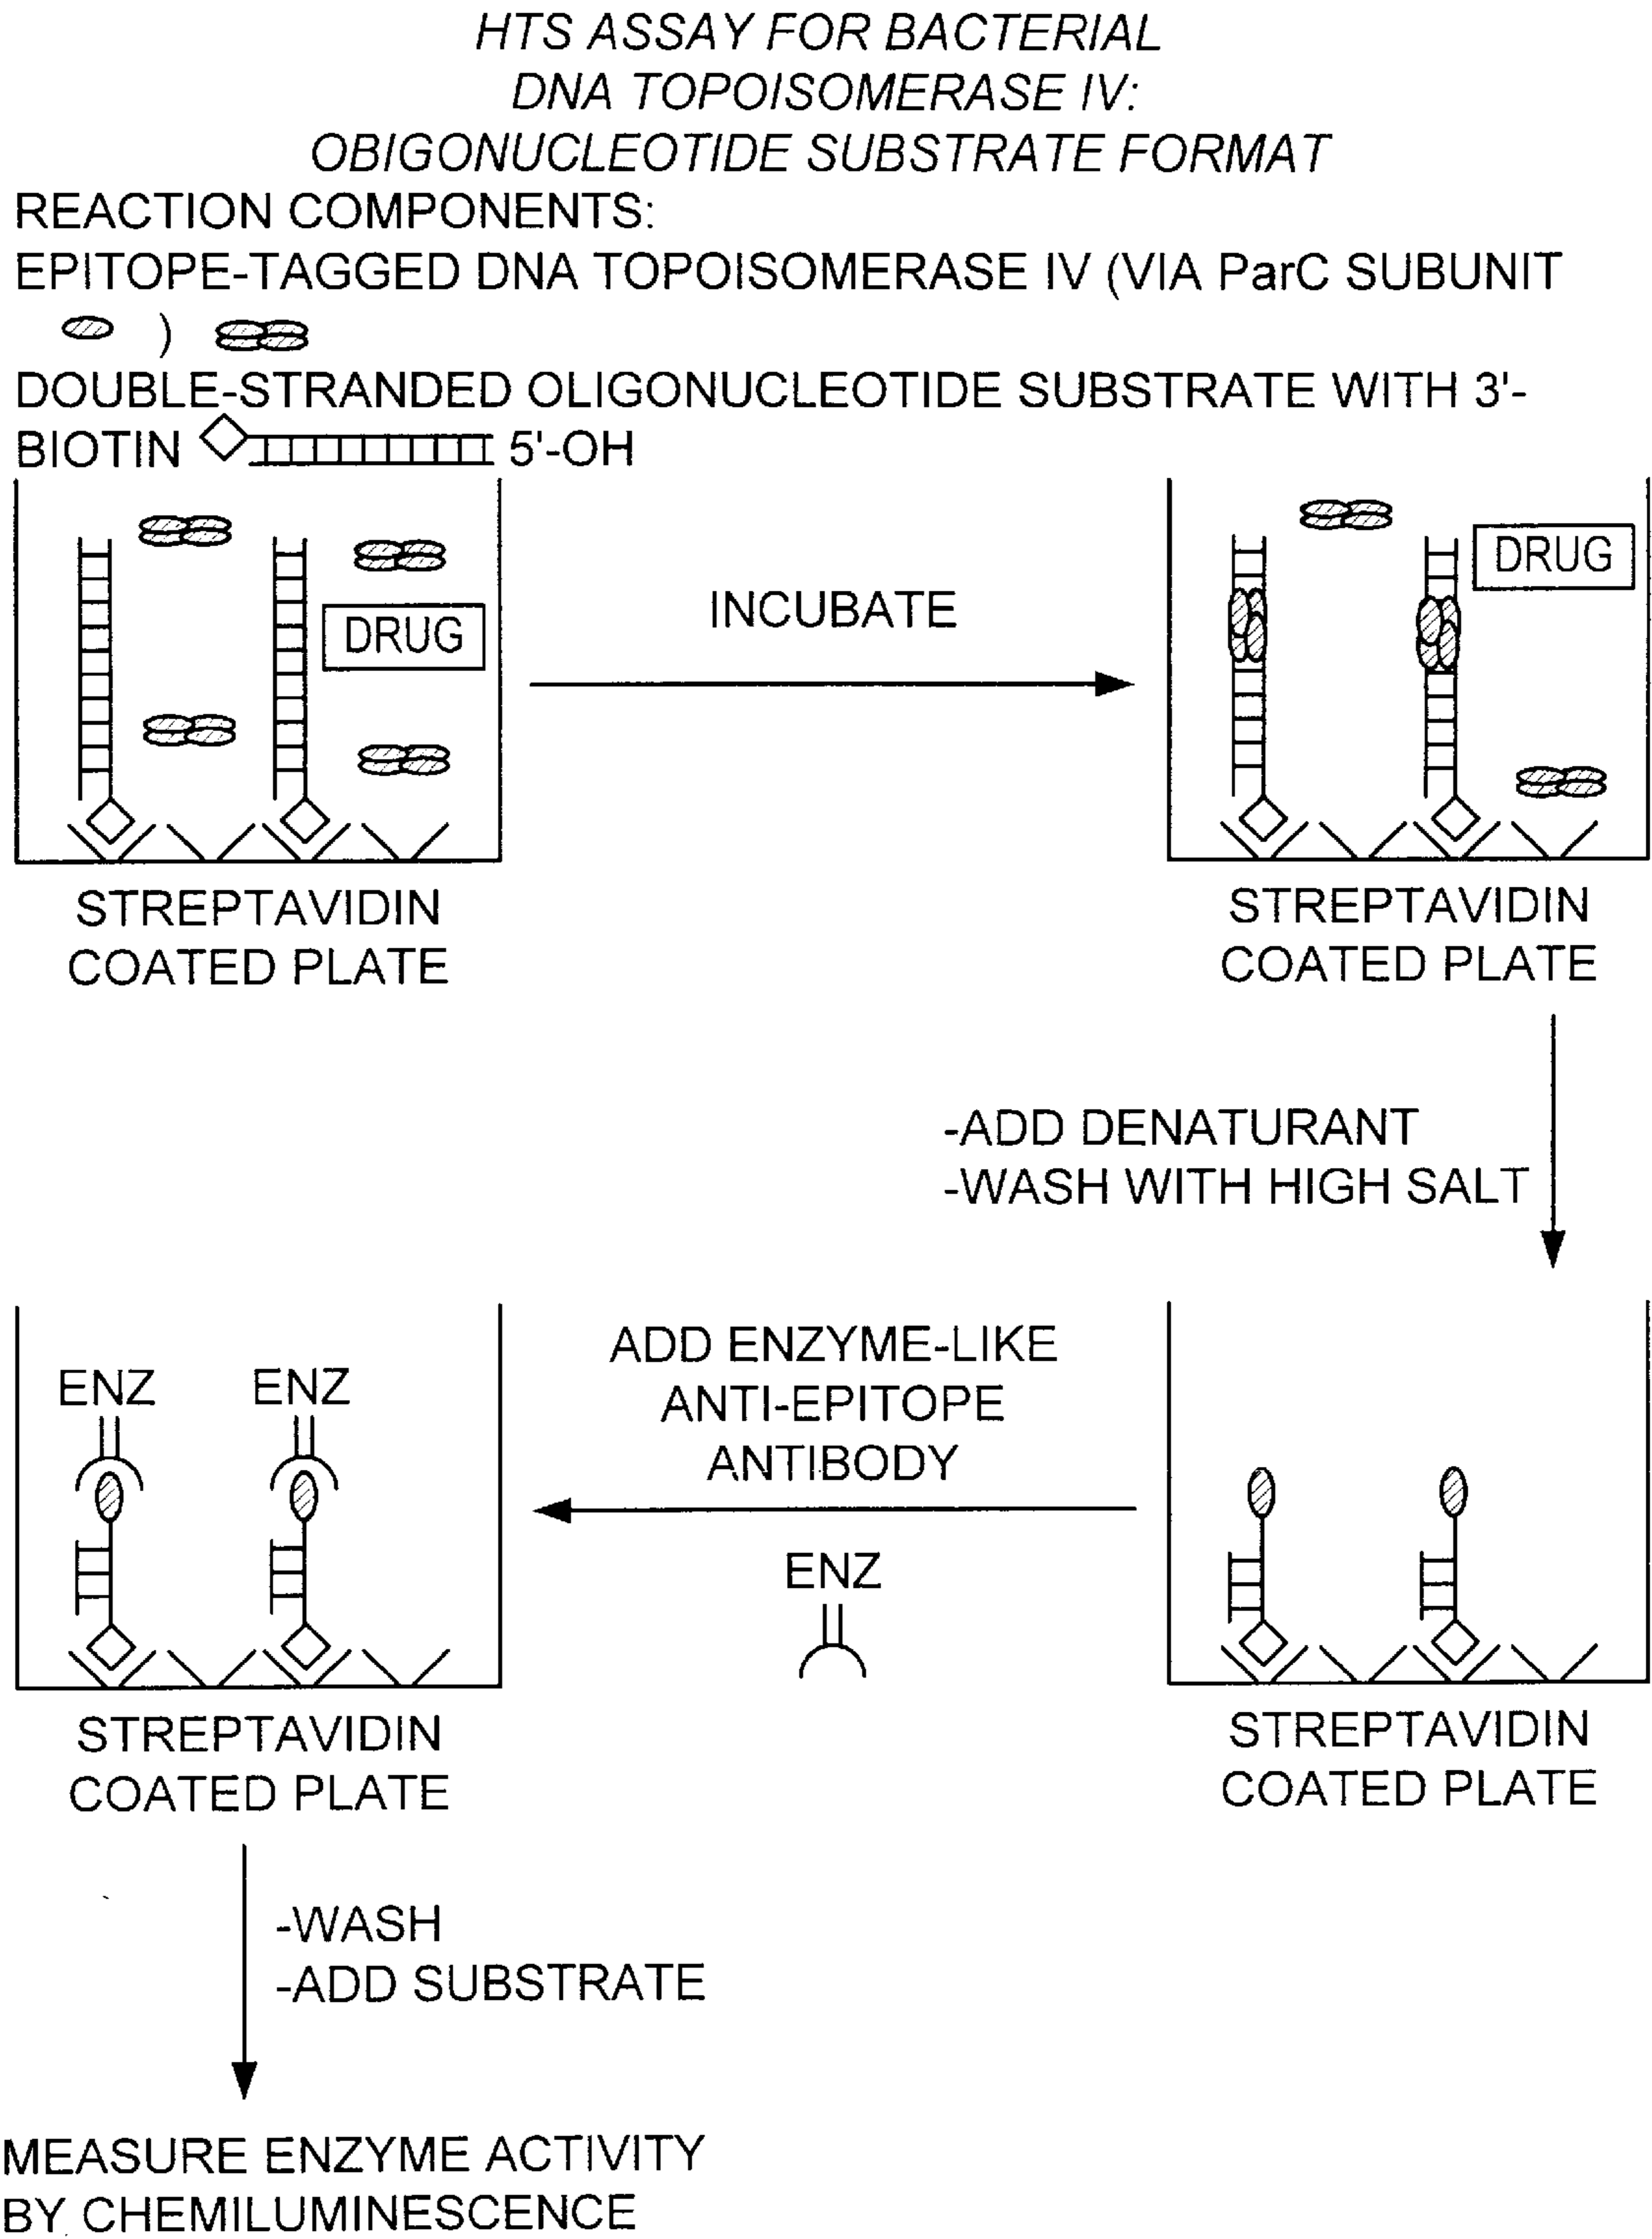 HTS ASSAY FOR BACTERIAL
DNA TOPOISOMERASE IV:
OBIGONUCLEOTIDE SUBSTRATE FORMAT
REACTION COMPONENTS:
EPITOPE-TAGGED DNA TOPOISOMERASE IV (VIA ParC SUBUNIT
)
DOUBLE-STRANDED OLIGONUCLEOTIDE SUBSTRATE WITH 3'-
BIOTIN 5'-OH
DRUG
INCUBATE
DRUG
STREPTAVIDIN
COATED PLATE
STREPTAVIDIN
COATED PLATE
-ADD DENATURANT
-WASH WITH HIGH SALT
ENZ ENZ
ADD ENZYME-LIKE
ANTI-EPITOPE
ANTIBODY
ENZ
STREPTAVIDIN
COATED PLATE
STREPTAVIDIN
COATED PLATE
-WASH
-ADD SUBSTRATE
MEASURE ENZYME ACTIVITY
BY CHEMILUMINESCENCE